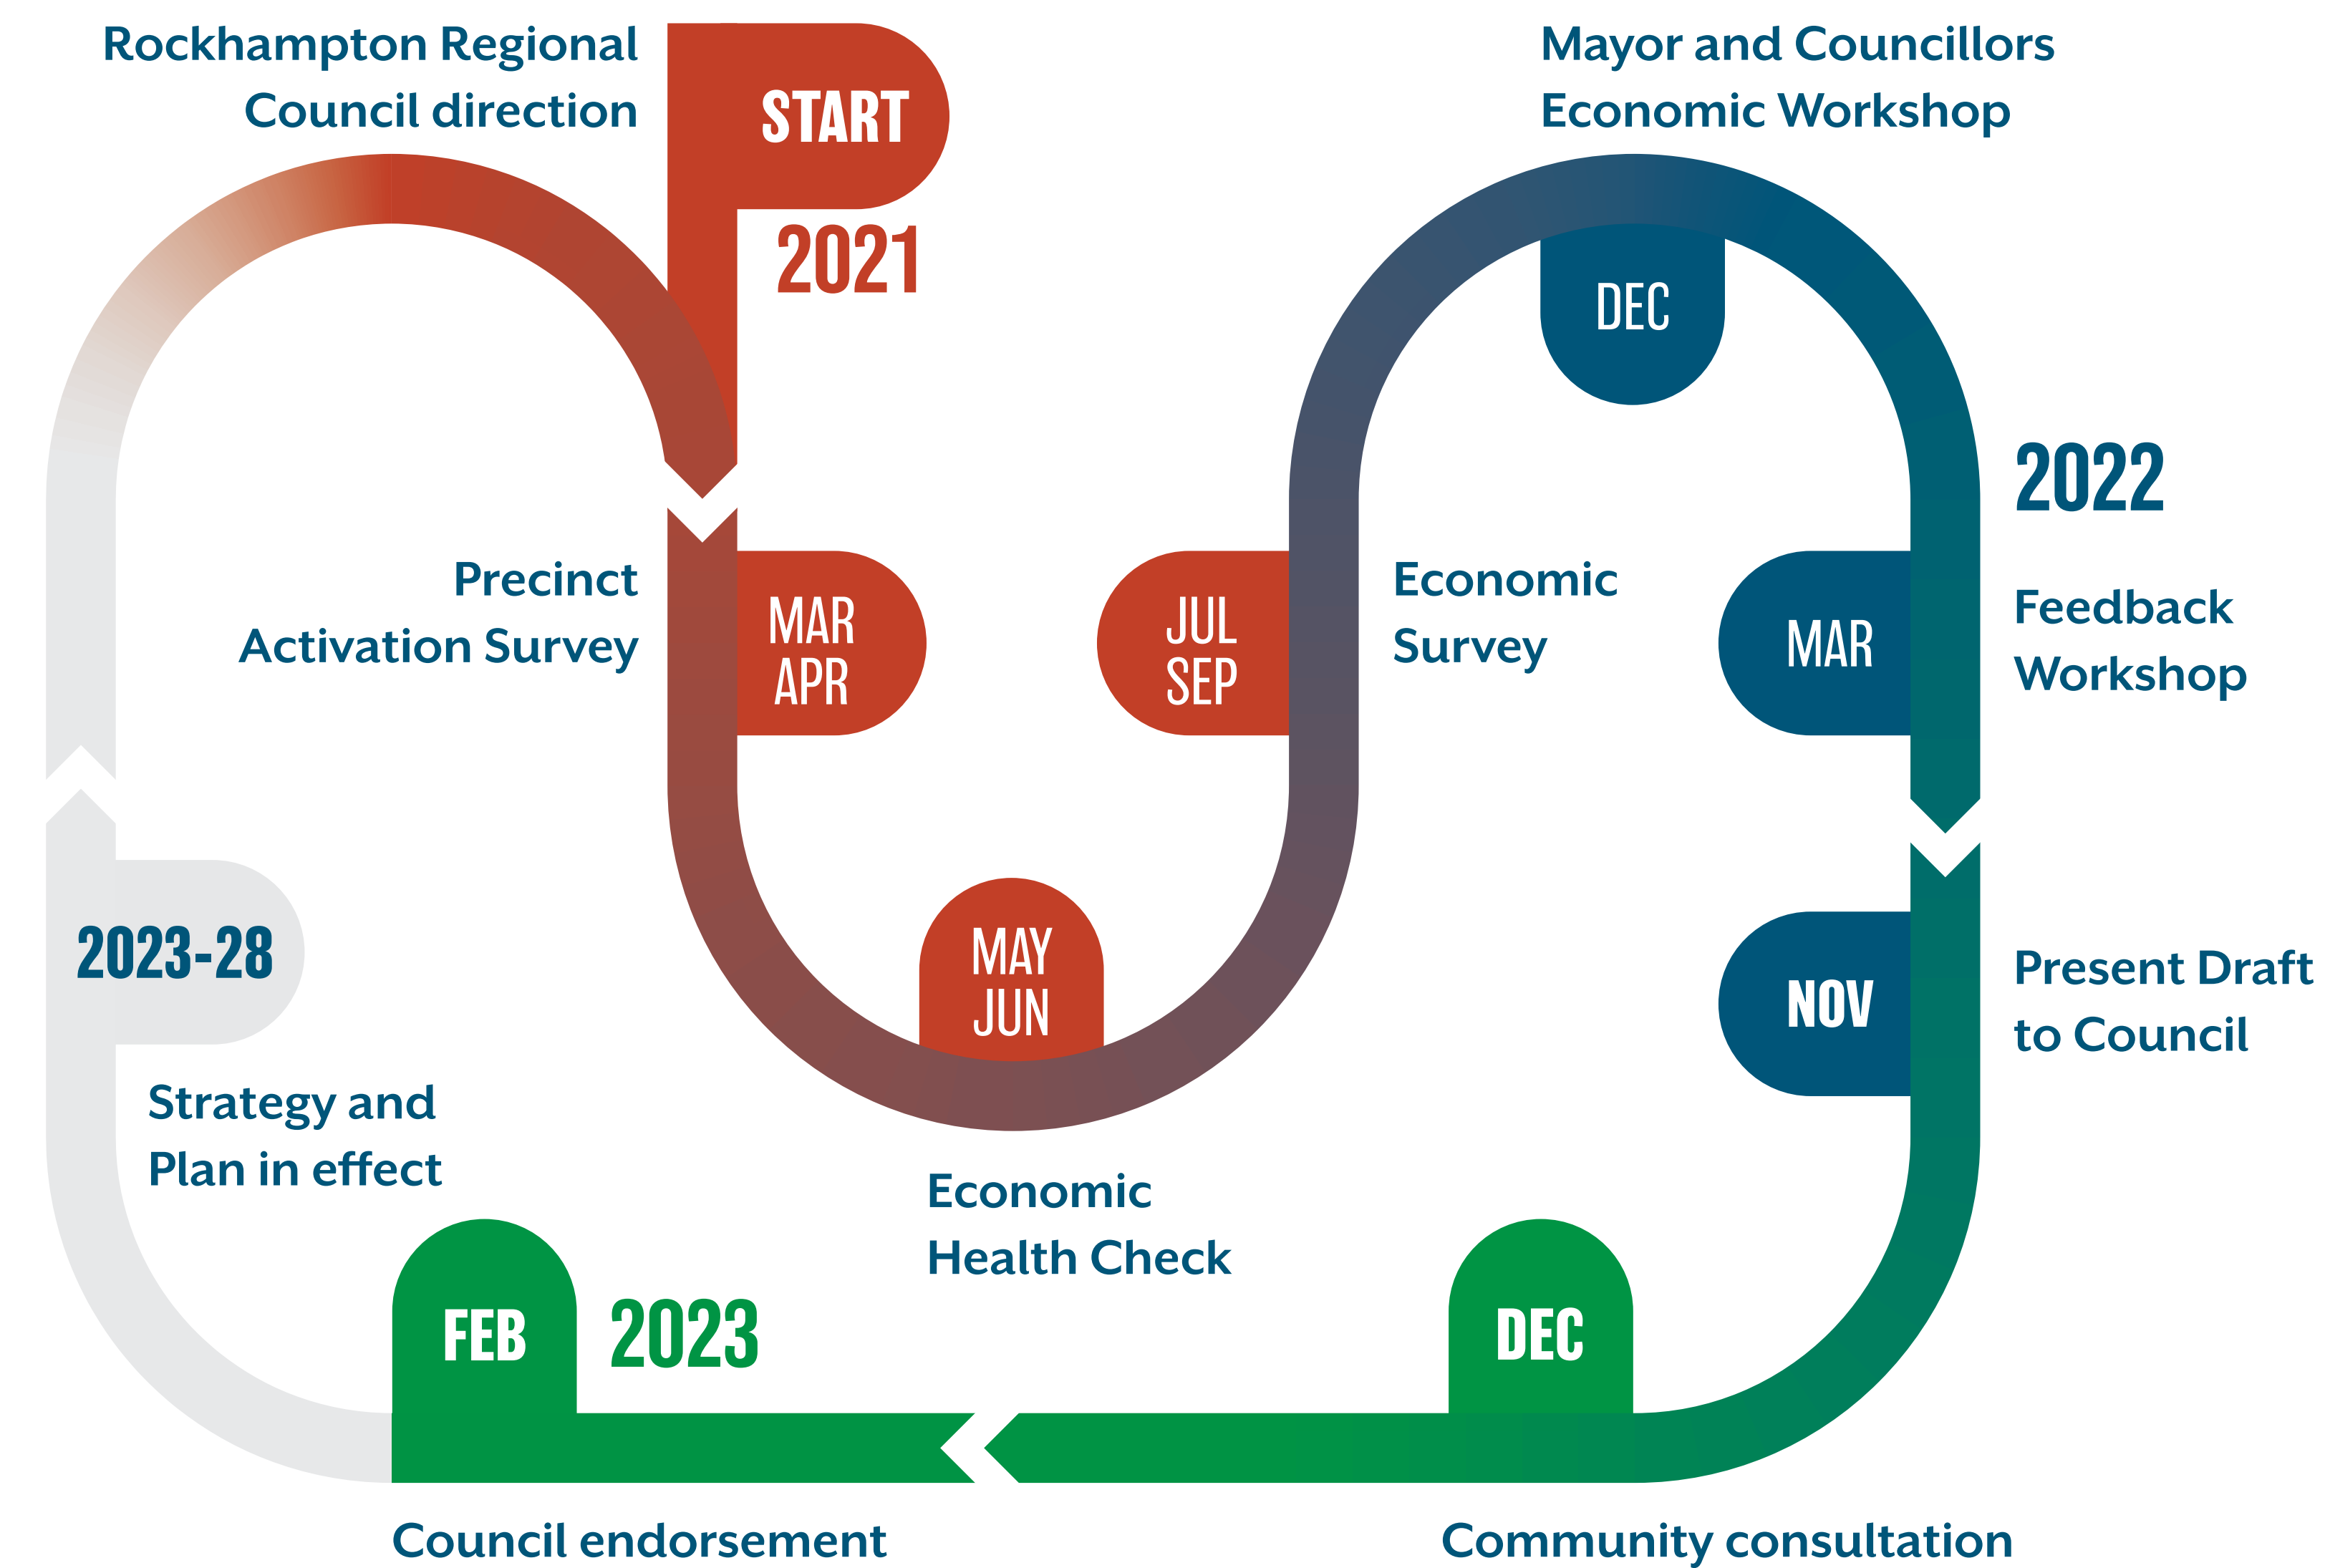 Rockhampton Regional
Council direction
START
2021
Precinct
Activation Survey
MAR
APR
MAY
JUN
Economic
Health Check
JUL
SEP
Economic
Survey
Mayor and Councillors
Economic Workshop
DEC
2022
MAR
Feedback
Workshop
NOV
Present Draft
to Council
DEC
Community consultation
FEB
2023
Council endorsement
2023-28
Strategy and
Plan in effect